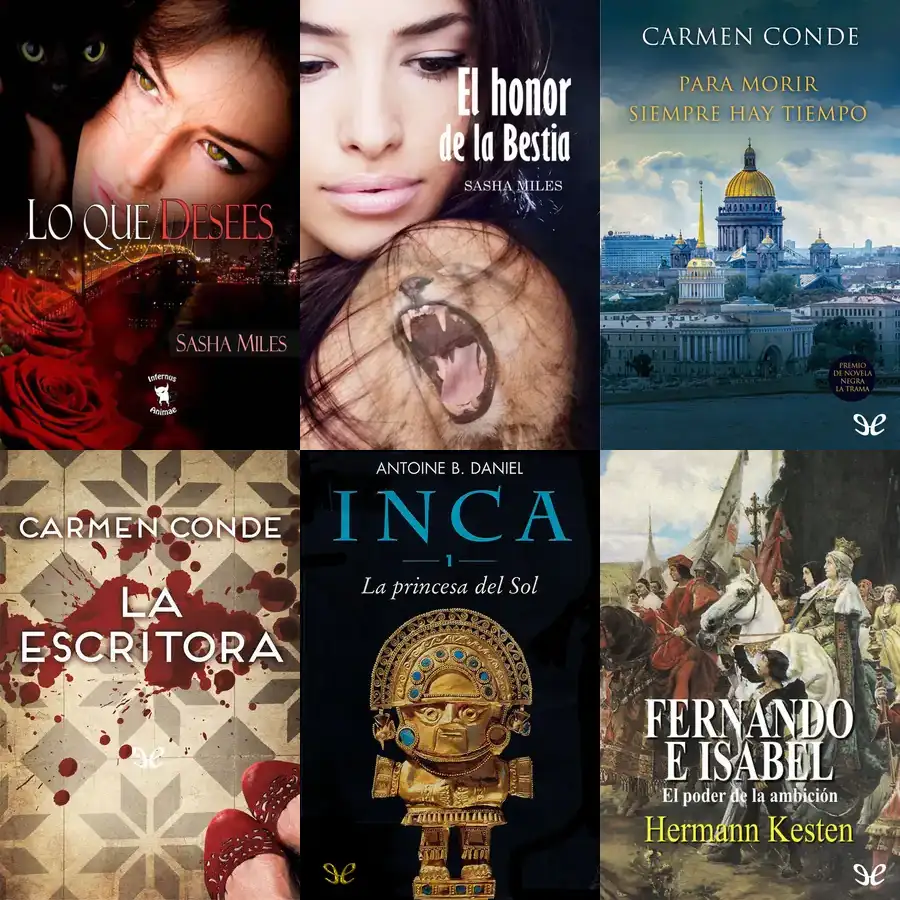 LO QUE DESEES
SASHA MILES
Infernus
Animae
El honor
de la Bestia
SASHA MILES
CARMEN CONDE
PARA MORIR
SIEMPRE HAY TIEMPO
PREMIO
DE NOVELA
NEGRA
LA TRAMA
CARMEN CONDE
LA
ESCRITORA
ANTOINE B. DANIEL
INCA
1
La princesa del Sol
FERNANDO
E ISABEL
El poder de la ambición
Hermann Kesten